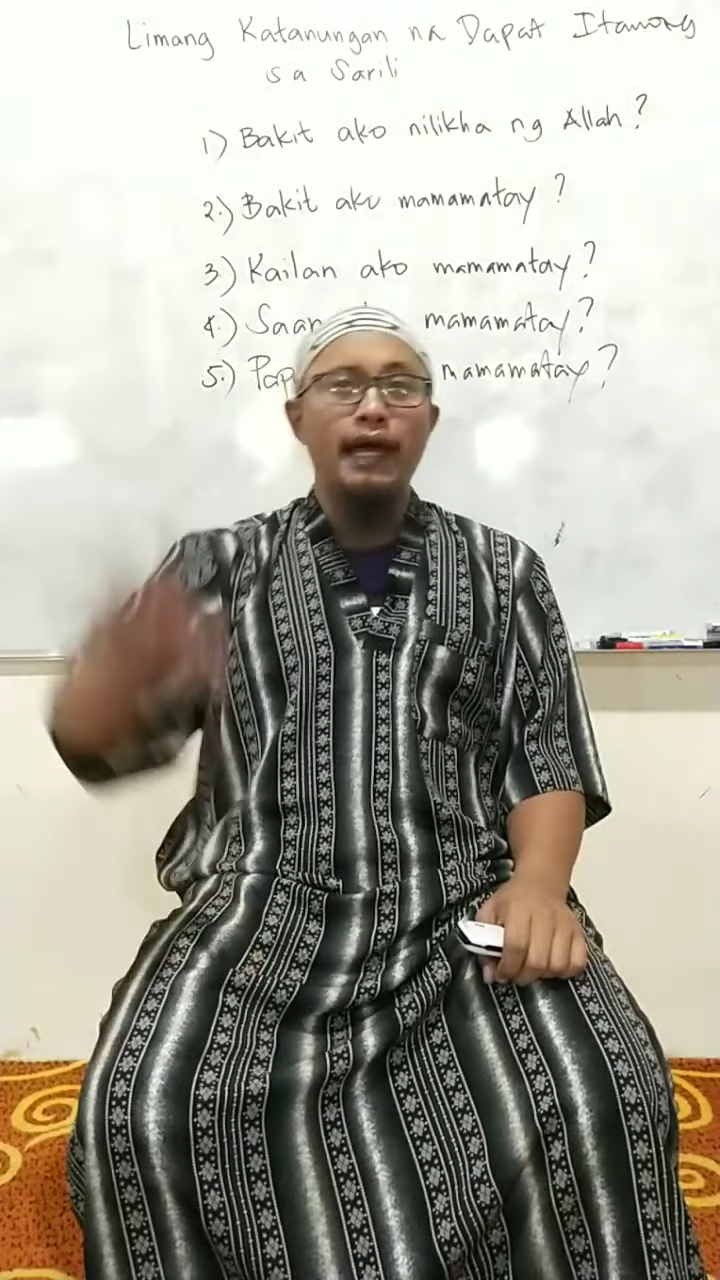 Limang Katanungan na Dapat Itanong
sa Sarili
1) Bakit ako nilikha ng Allah?
2.) Bakit ako mamamatay?
3) Kailan ako mamamatay?
4.) Saan mamamatay?
5.) mamamatay?